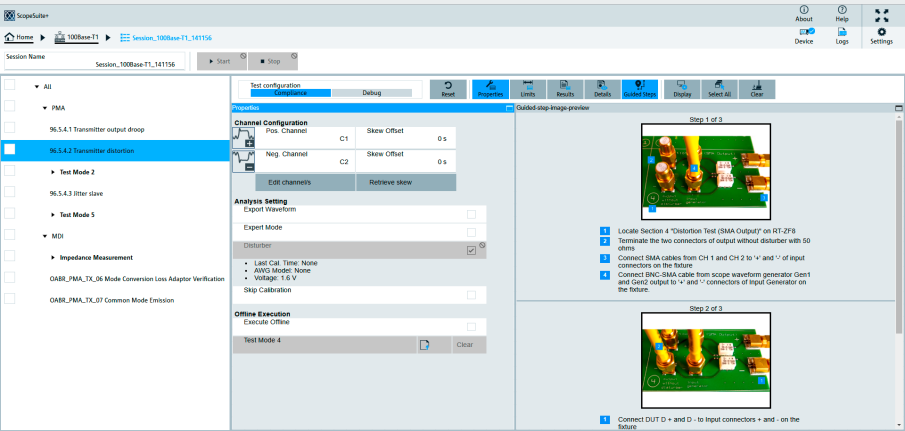 ScopeSuite+
About
Help
Home
100Base-T1
Session_100Base-T1_141156
Device
Logs
Settings
Session Name
Session_100Base-T1_141156
Start
Stop
All
PMA
96.5.4.1 Transmitter output droop
96.5.4.2 Transmitter distortion
Test Mode 2
96.5.4.3 Jitter slave
Test Mode 5
MDI
Impedance Measurement
OABR_PMA_TX_06 Mode Conversion Loss Adaptor Verification
OABR_PMA_TX_07 Common Mode Emission
Test configuration
Compliance
Debug
Reset
Properties
Limits
Results
Details
Guided Steps
Display
Select All
Clear
Properties
Channel Configuration
Pos. Channel
C1
Skew Offset
0 s
Neg. Channel
C2
Skew Offset
0 s
Edit channel/s
Retrieve skew
Analysis Setting
Export Waveform
Expert Mode
Disturber
• Last Cal. Time: None
• AWG Model: None
• Voltage: 1.6 V
Skip Calibration
Offline Execution
Execute Offline
Test Mode 4
Clear
Guided-step-image-preview
Step 1 of 3
2
4
3
1
1 Locate Section 4 "Distortion Test (SMA Output)" on RT-ZF8
2 Terminate the two connectors of output without disturber with 50
ohms
3 Connect SMA cables from CH 1 and CH 2 to '+' and '-' of input
connectors on the fixture
4 Connect BNC-SMA cable from scope waveform generator Gen1
and Gen2 output to '+' and '-' connectors of Input Generator on
the fixture.
Step 2 of 3
1
1 Connect DUT D + and D - to Input connectors + and - on the
fixture